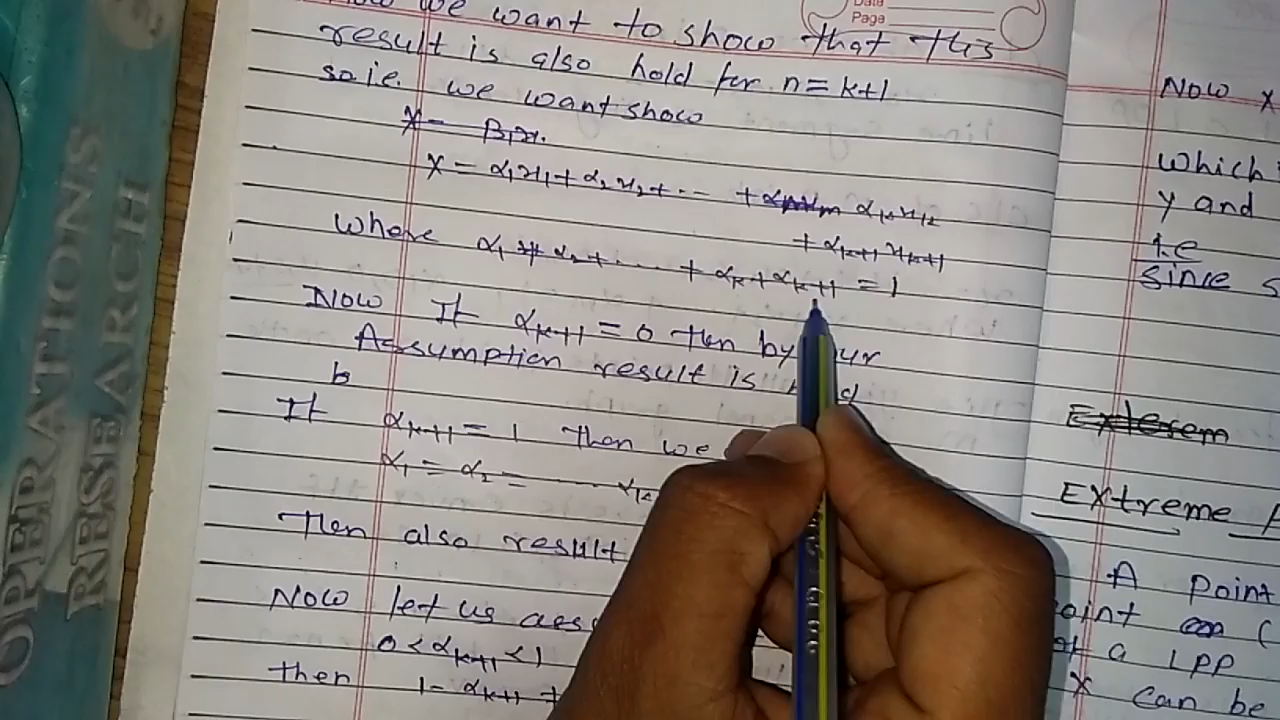 we want to show that this
result is also hold for n = k+1
so i.e. we want show
x = α₁x₁ + α₂x₂ + ... + αₖxₖ
+ αₖ₊₁xₖ₊₁
where α₁ + α₂ + ... + αₖ + αₖ₊₁ = 1
Now If αₖ₊₁ = 0 then by our
Assumption result is
If αₖ₊₁ = 1 then we
α₁ = α₂ = ... αₖ
Then also result
Now let us
0 < αₖ₊₁ < 1
then 1 - αₖ₊₁ ≠
Date
Page
Now x
which
y and
i.e
since s
Extreme
A point
point (
of a LPP
x can be
OPERATIONS
RESEARCH